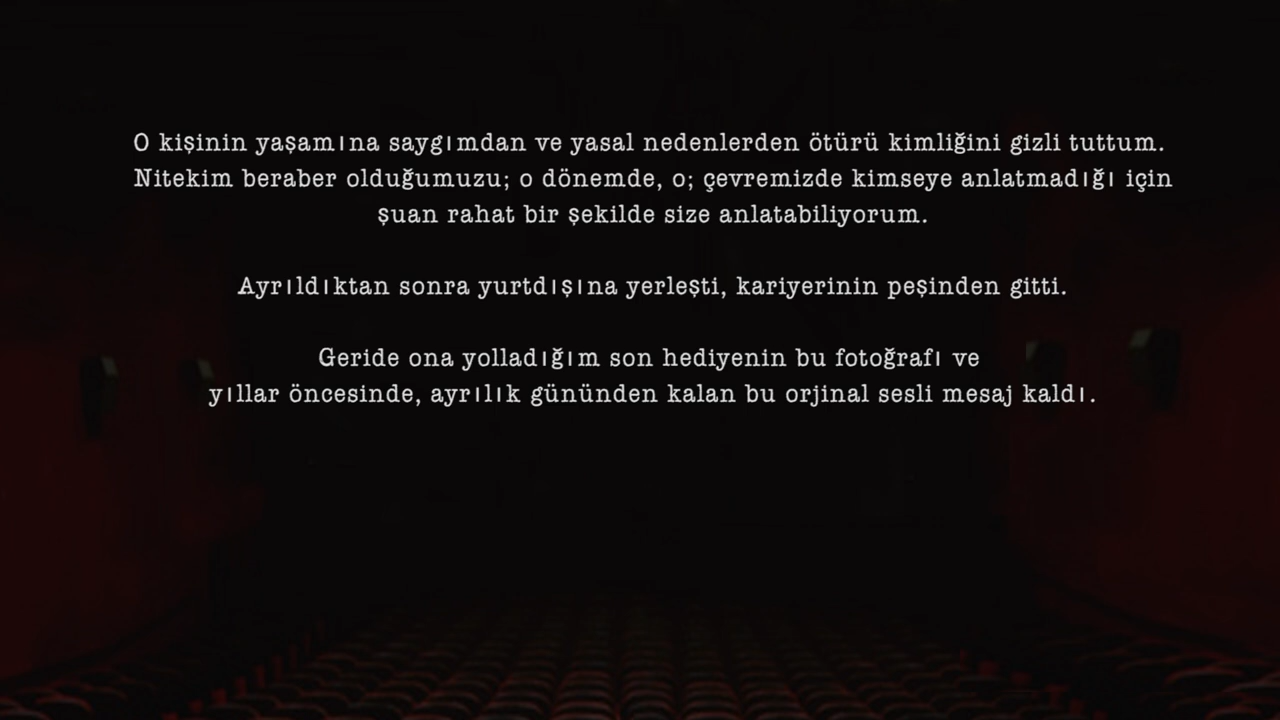 O kişinin yaşamına saygımdan ve yasal nedenlerden ötürü kimliğini gizli tuttum.
Nitekim beraber olduğumuzu; o dönemde, o; çevremizde kimseye anlatmadığı için
şuan rahat bir şekilde size anlatabiliyorum.
Ayrıldıktan sonra yurtdışına yerleşti, kariyerinin peşinden gitti.
Geride ona yolladığım son hediyenin bu fotoğrafı ve
yıllar öncesinde, ayrılık gününden kalan bu orjinal sesli mesaj kaldı.